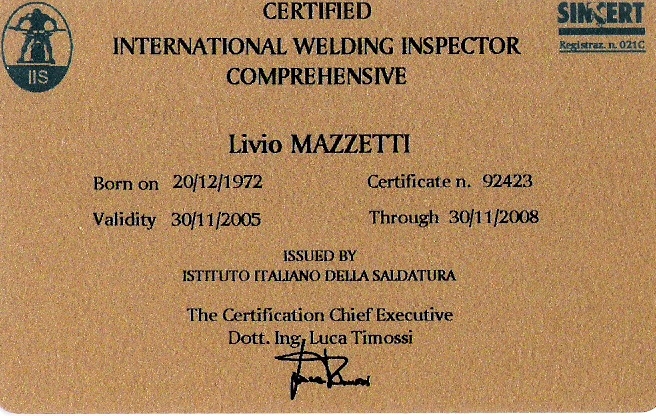 CERTIFIED
INTERNATIONAL WELDING INSPECTOR
COMPREHENSIVE
IIS
SINCERT
Registraz. n. 021C
Livio MAZZETTI
Born on 20/12/1972 Certificate n. 92423
Validity 30/11/2005 Through 30/11/2008
ISSUED BY
ISTITUTO ITALIANO DELLA SALDATURA
The Certification Chief Executive
Dott. Ing. Luca Timossi